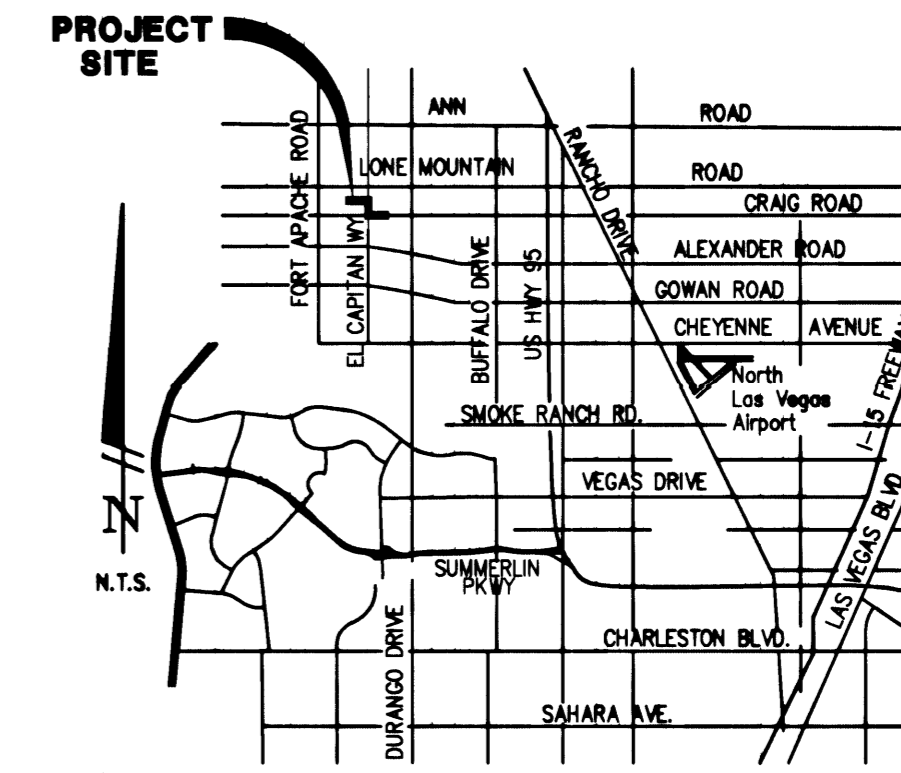 PROJECT
SITE
ANN ROAD
LONE MOUNTAIN ROAD
CRAIG ROAD
ALEXANDER ROAD
GOWAN ROAD
CHEYENNE AVENUE
FORT APACHE ROAD
EL CAPITAN WY
BUFFALO DRIVE
US HWY 95
RANCHO DRIVE
North
Las Vegas
Airport
I-15 FREEWAY
SMOKE RANCH RD.
VEGAS DRIVE
LAS VEGAS BLVD
N
N.T.S.
SUMMERLIN
PKWY
DURANGO DRIVE
CHARLESTON BLVD.
SAHARA AVE.